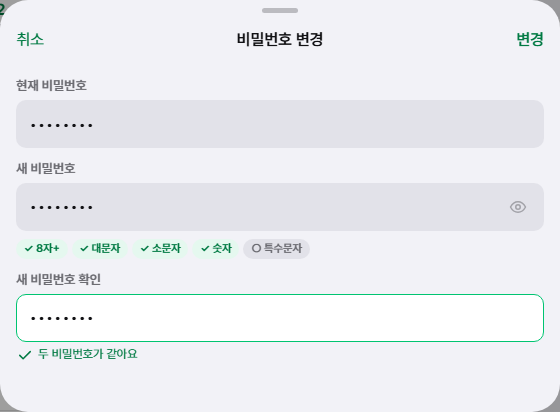 2
취소 비밀번호 변경 변경
현재 비밀번호
••••••••
새 비밀번호
••••••••
8자+ 대문자 소문자 숫자 특수문자
새 비밀번호 확인
••••••••
두 비밀번호가 같아요